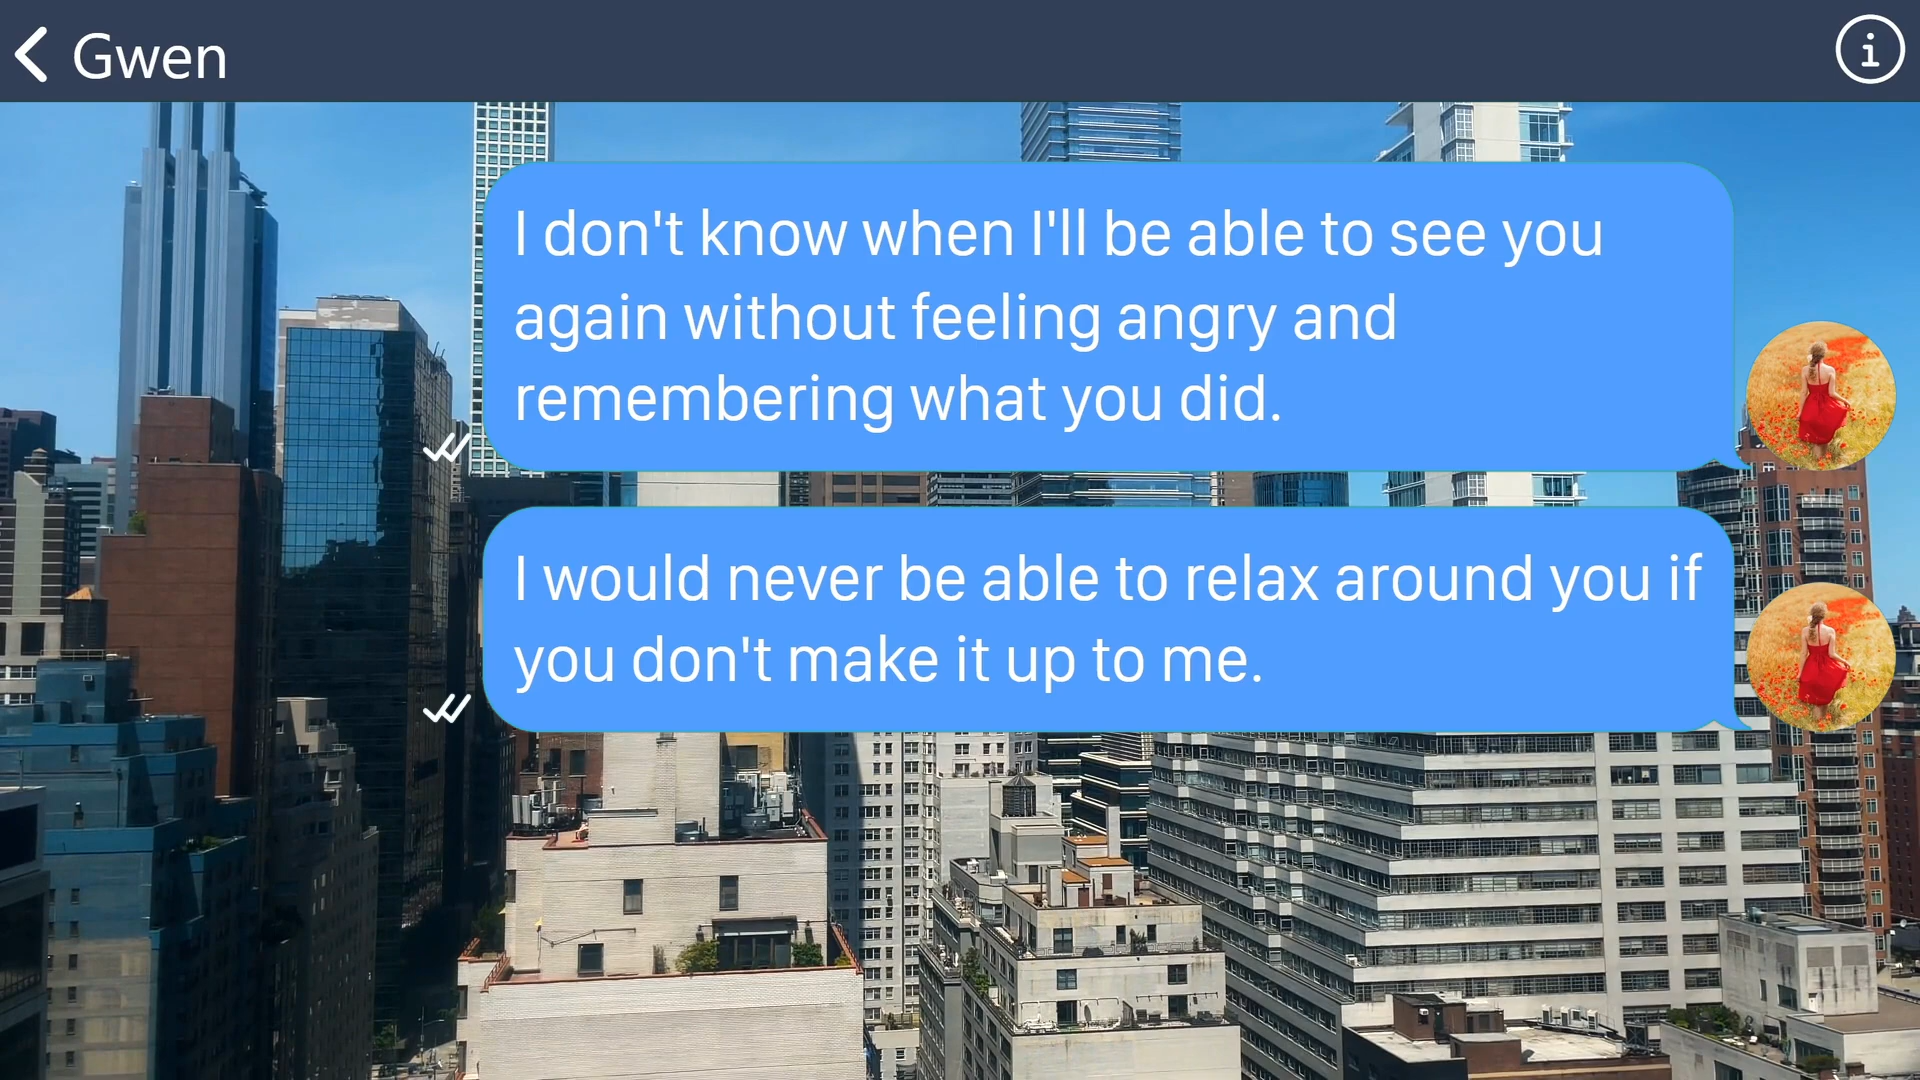 Gwen
I don't know when I'll be able to see you
again without feeling angry and
remembering what you did.
I would never be able to relax around you if
you don't make it up to me.